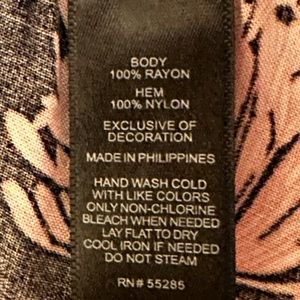 BODY
100% RAYON
HEM
100% NYLON
EXCLUSIVE OF
DECORATION
MADE IN PHILIPPINES
HAND WASH COLD
WITH LIKE COLORS
ONLY NON-CHLORINE
BLEACH WHEN NEEDED
LAY FLAT TO DRY
COOL IRON IF NEEDED
DO NOT STEAM
RN# 55285